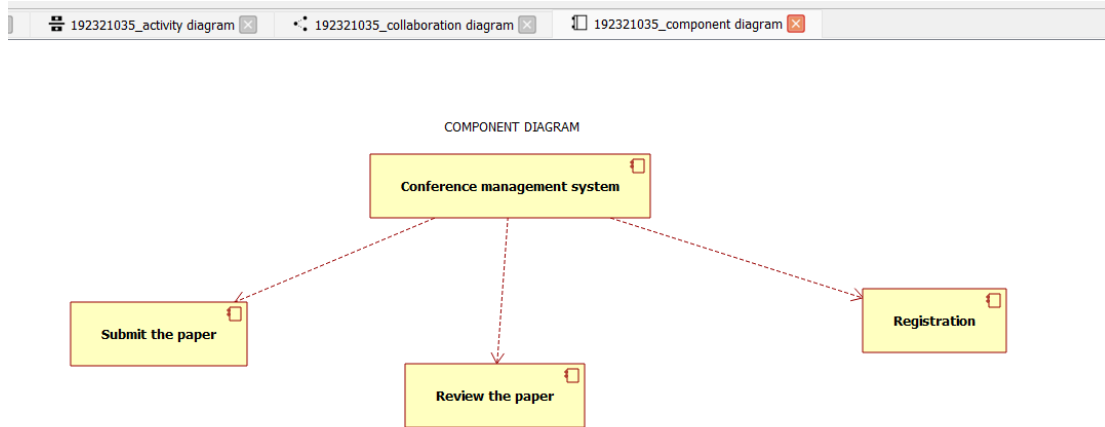 192321035_activity diagram
192321035_collaboration diagram
192321035_component diagram
COMPONENT DIAGRAM
Conference management system
Submit the paper
Registration
Review the paper